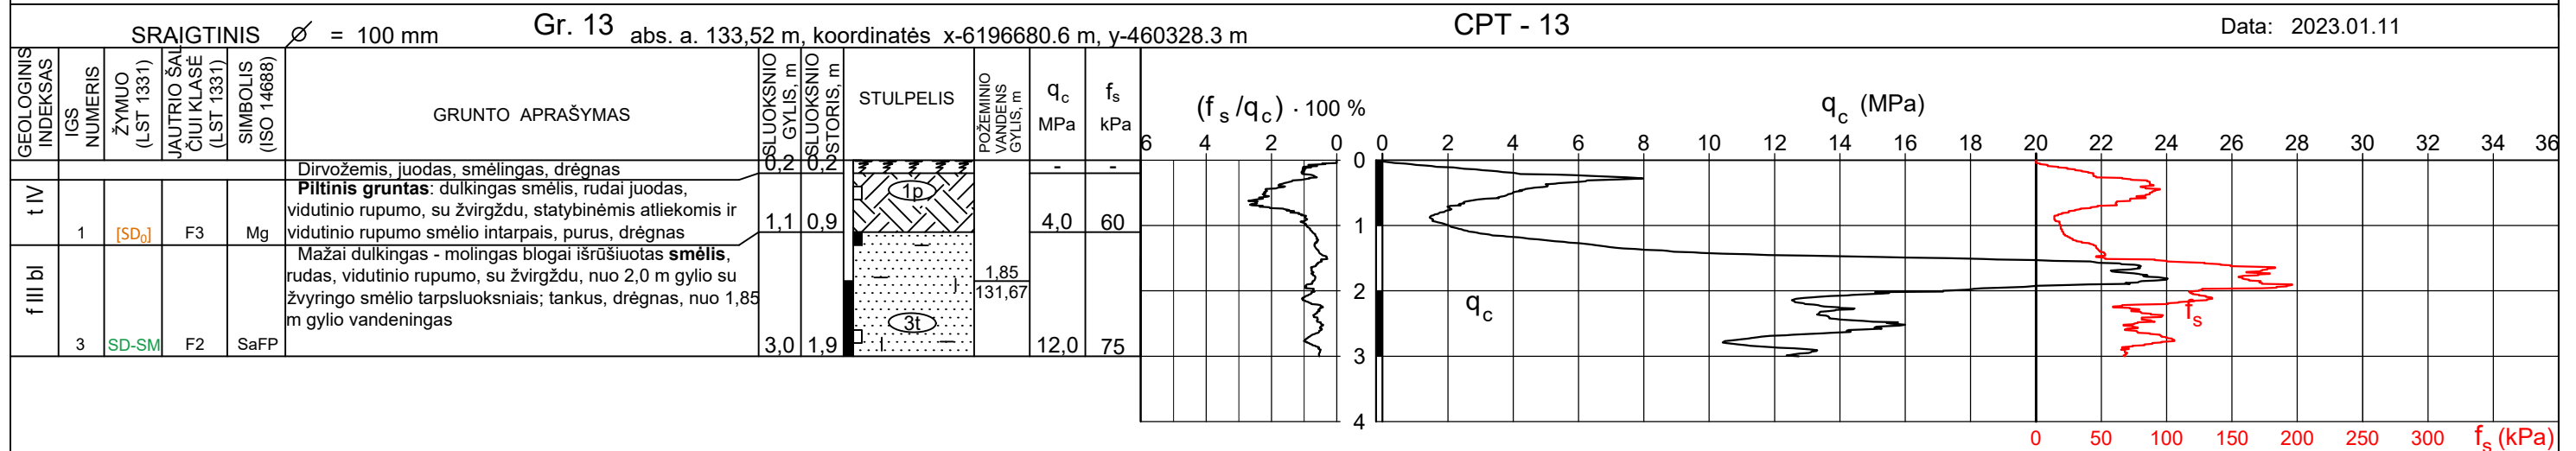 SRAIGTINIS ⌀ = 100 mm Gr. 13 abs. a. 133,52 m, koordinatės x-6196680.6 m, y-460328.3 m CPT - 13 Data: 2023.01.11
GEOLOGINIS
INDEKSAS
IGS
NUMERIS
ŽYMUO
(LST 1331)
JAUTRIO ŠAL
ČIUI KLASĖ
(LST 1331)
SIMBOLIS
(ISO 14688)
GRUNTO APRAŠYMAS
SLUOKSNIO
GYLIS, m
SLUOKSNIO
STORIS, m
STULPELIS
POŽEMINIO
VANDENS
GYLIS, m
qc
MPa
fs
kPa
(fs/qc) · 100 %
qc (MPa)
6 4 2 0
0 2 4 6 8 10 12 14 16 18 20 22 24 26 28 30 32 34 36
Dirvožemis, juodas, smėlingas, drėgnas 0,2 0,2 - -
t IV
Piltinis gruntas: dulkingas smėlis, rudai juodas,
vidutinio rupumo, su žvirgždu, statybinėmis atliekomis ir
vidutinio rupumo smėlio intarpais, purus, drėgnas
1 [SD0] F3 Mg 1,1 0,9 1p 4,0 60
f III bl
Mažai dulkingas - molingas blogai išrūšiuotas smėlis,
rudas, vidutinio rupumo, su žvirgždu, nuo 2,0 m gylio su
žvyringo smėlio tarpsluoksniais; tankus, drėgnas, nuo 1,85
m gylio vandeningas
3 SD-SM F2 SaFP 3,0 1,9 3t 12,0 75
1,85
131,67
0
1
2
3
4
qc
fs
0 50 100 150 200 250 300 fs (kPa)